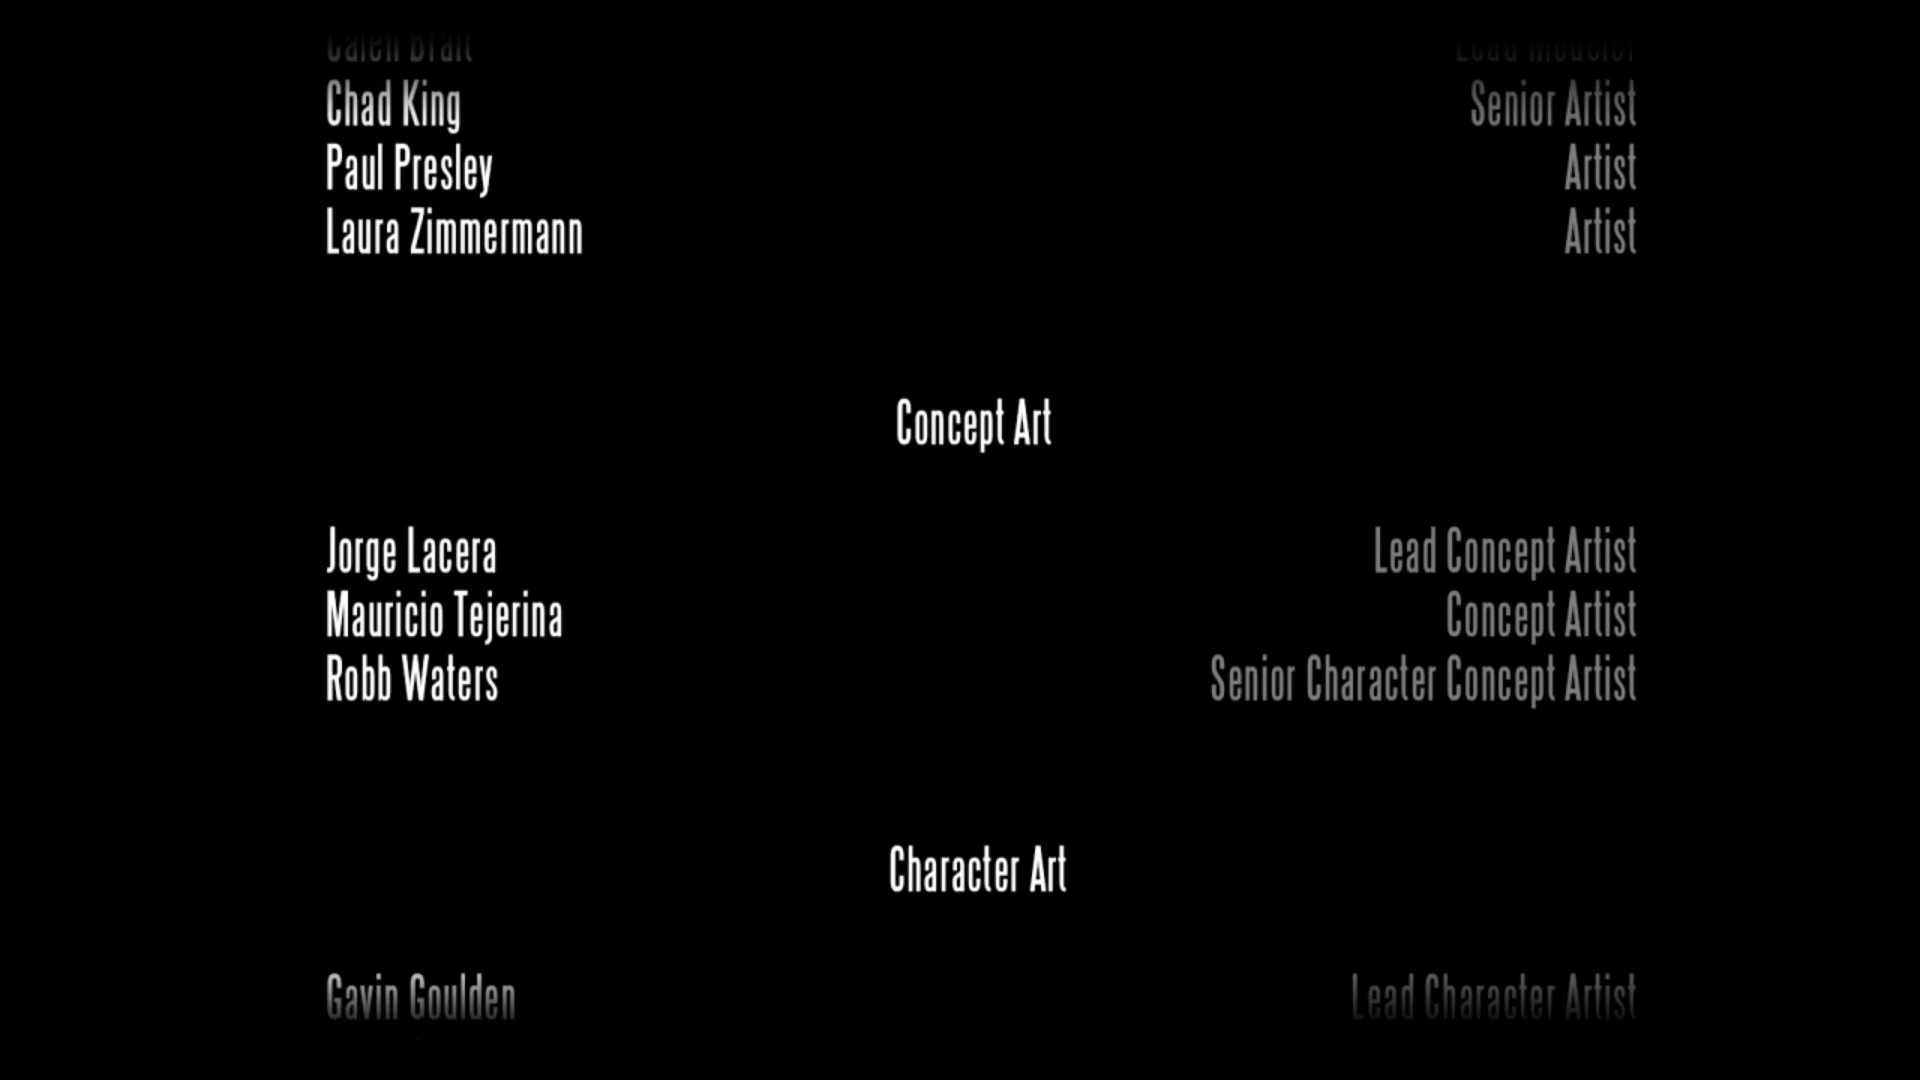 Chad King Senior Artist
Paul Presley Artist
Laura Zimmermann Artist
Concept Art
Jorge Lacera Lead Concept Artist
Mauricio Tejerina Concept Artist
Robb Waters Senior Character Concept Artist
Character Art
Gavin Goulden Lead Character Artist